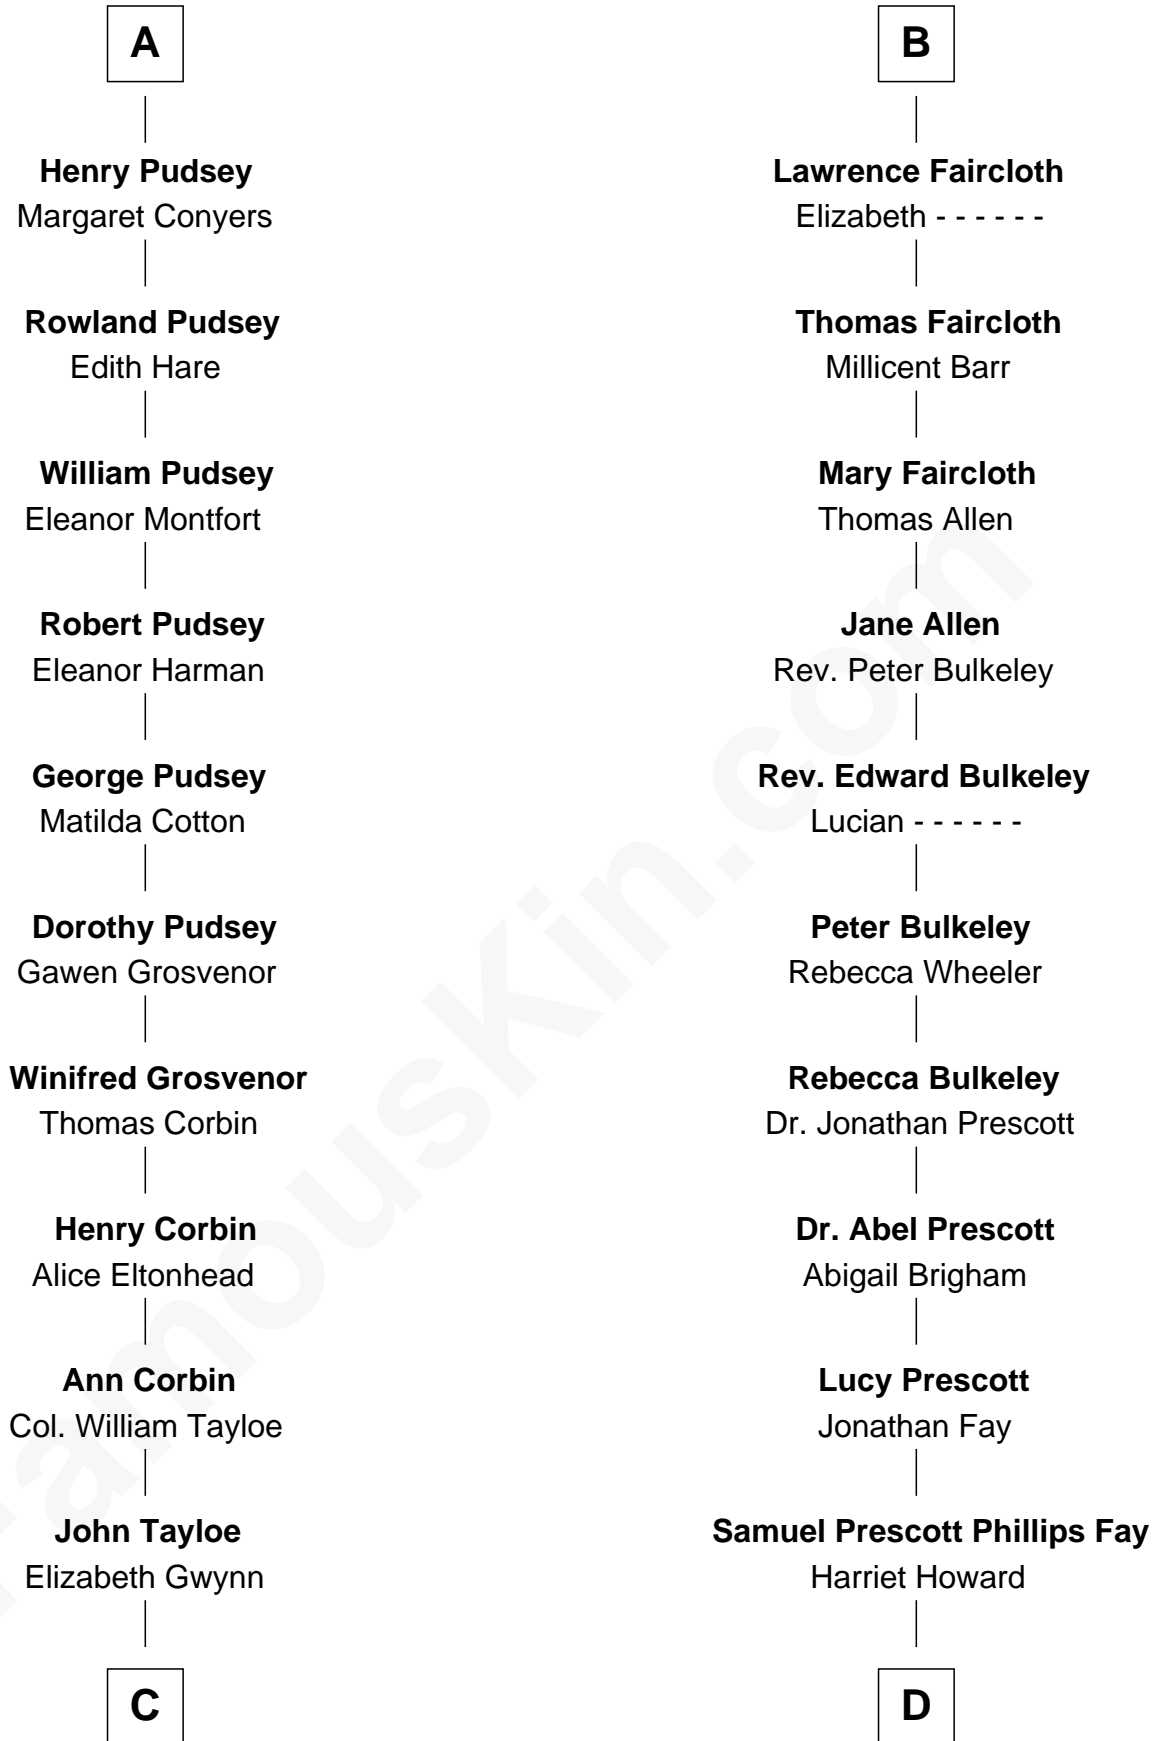 A
Henry Pudsey
Margaret Conyers
Rowland Pudsey
Edith Hare
William Pudsey
Eleanor Montfort
Robert Pudsey
Eleanor Harman
George Pudsey
Matilda Cotton
Dorothy Pudsey
Gawen Grosvenor
Winifred Grosvenor
Thomas Corbin
Henry Corbin
Alice Eltonhead
Ann Corbin
Col. William Tayloe
John Tayloe
Elizabeth Gwynn
C
B
Lawrence Faircloth
Elizabeth - - - - - -
Thomas Faircloth
Millicent Barr
Mary Faircloth
Thomas Allen
Jane Allen
Rev. Peter Bulkeley
Rev. Edward Bulkeley
Lucian - - - - - -
Peter Bulkeley
Rebecca Wheeler
Rebecca Bulkeley
Dr. Jonathan Prescott
Dr. Abel Prescott
Abigail Brigham
Lucy Prescott
Jonathan Fay
Samuel Prescott Phillips Fay
Harriet Howard
D
FamousKin.com